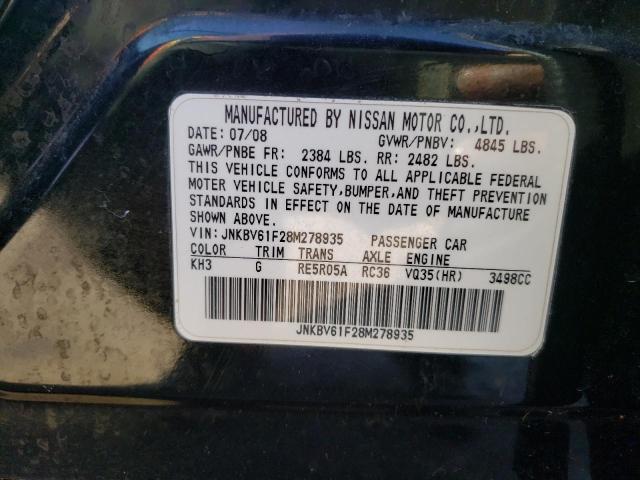 MANUFACTURED BY NISSAN MOTOR CO.,LTD.
DATE: 07/08 GVWR/PNBV: 4845 LBS.
GAWR/PNBE FR: 2384 LBS. RR: 2482 LBS.
THIS VEHICLE CONFORMS TO ALL APPLICABLE FEDERAL
MOTER VEHICLE SAFETY,BUMPER,AND THEFT PREVENTION
STANDARDS IN EFFECT ON THE DATE OF MANUFACTURE
SHOWN ABOVE.
VIN:JNKBV61F28M278935 PASSENGER CAR
COLOR TRIM TRANS AXLE ENGINE
KH3 G RE5R05A RC36 VQ35(HR) 3498CC
JNKBV61F28M278935